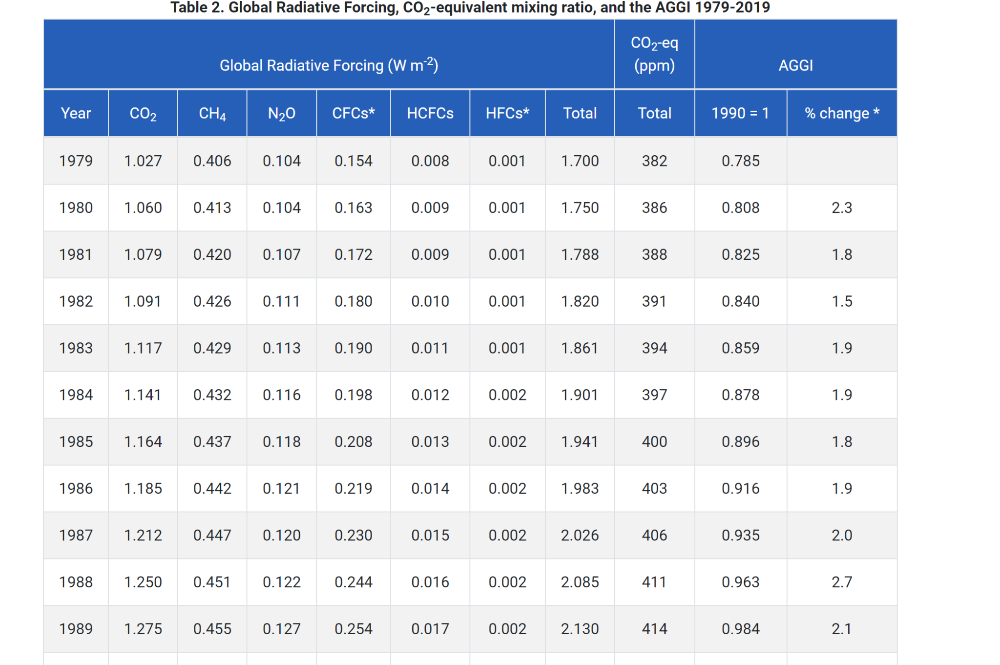 Table 2. Global Radiative Forcing, CO₂-equivalent mixing ratio, and the AGGI 1979-2019
Global Radiative Forcing (W m⁻²) CO₂-eq (ppm) AGGI
Year CO₂ CH₄ N₂O CFCs* HCFCs HFCs* Total Total 1990 = 1 % change *
1979 1.027 0.406 0.104 0.154 0.008 0.001 1.700 382 0.785
1980 1.060 0.413 0.104 0.163 0.009 0.001 1.750 386 0.808 2.3
1981 1.079 0.420 0.107 0.172 0.009 0.001 1.788 388 0.825 1.8
1982 1.091 0.426 0.111 0.180 0.010 0.001 1.820 391 0.840 1.5
1983 1.117 0.429 0.113 0.190 0.011 0.001 1.861 394 0.859 1.9
1984 1.141 0.432 0.116 0.198 0.012 0.002 1.901 397 0.878 1.9
1985 1.164 0.437 0.118 0.208 0.013 0.002 1.941 400 0.896 1.8
1986 1.185 0.442 0.121 0.219 0.014 0.002 1.983 403 0.916 1.9
1987 1.212 0.447 0.120 0.230 0.015 0.002 2.026 406 0.935 2.0
1988 1.250 0.451 0.122 0.244 0.016 0.002 2.085 411 0.963 2.7
1989 1.275 0.455 0.127 0.254 0.017 0.002 2.130 414 0.984 2.1